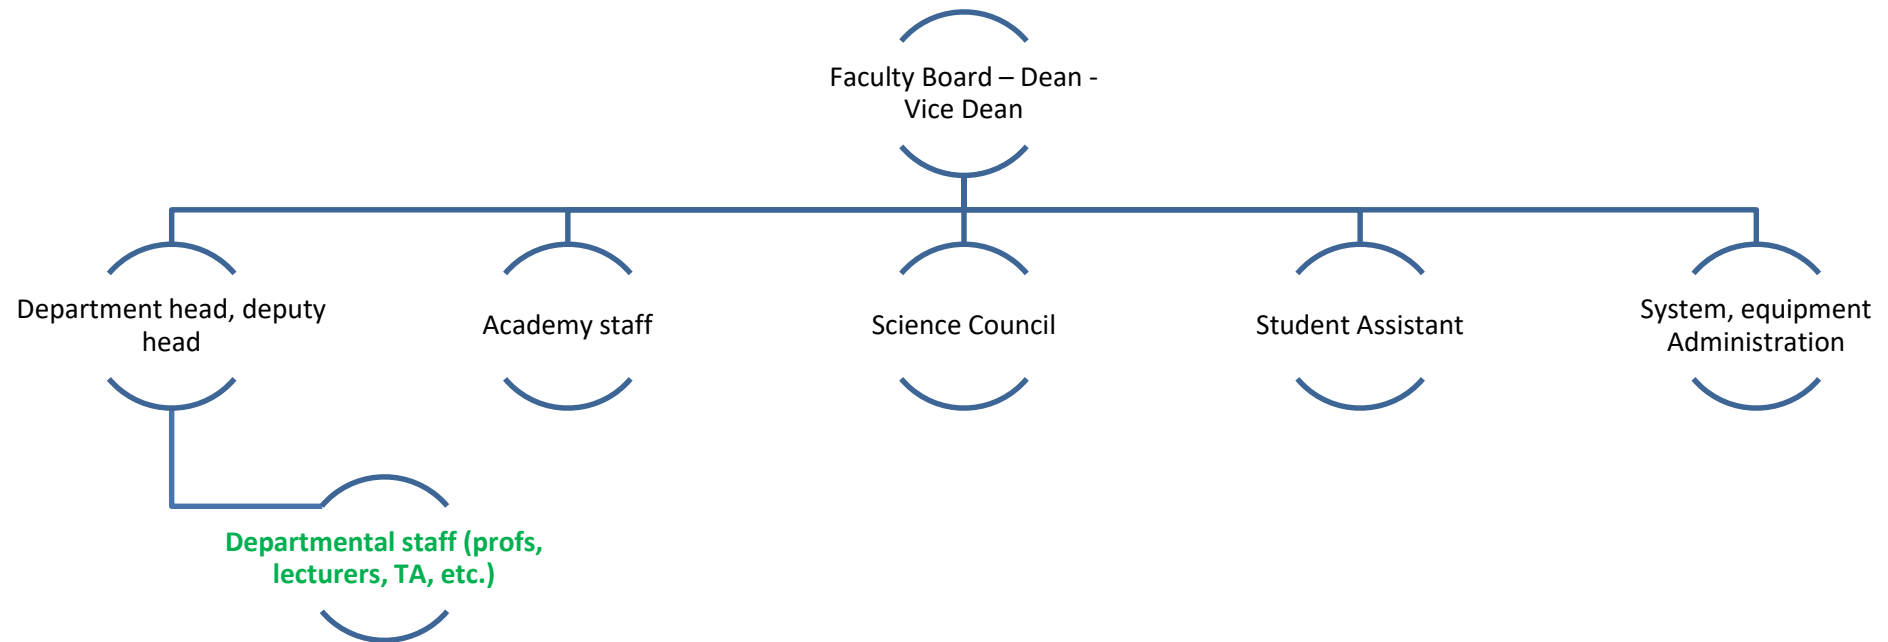 Faculty Board – Dean -
Vice Dean
Department head, deputy
head
Academy staff
Science Council
Student Assistant
System, equipment
Administration
Departmental staff (profs,
lecturers, TA, etc.)